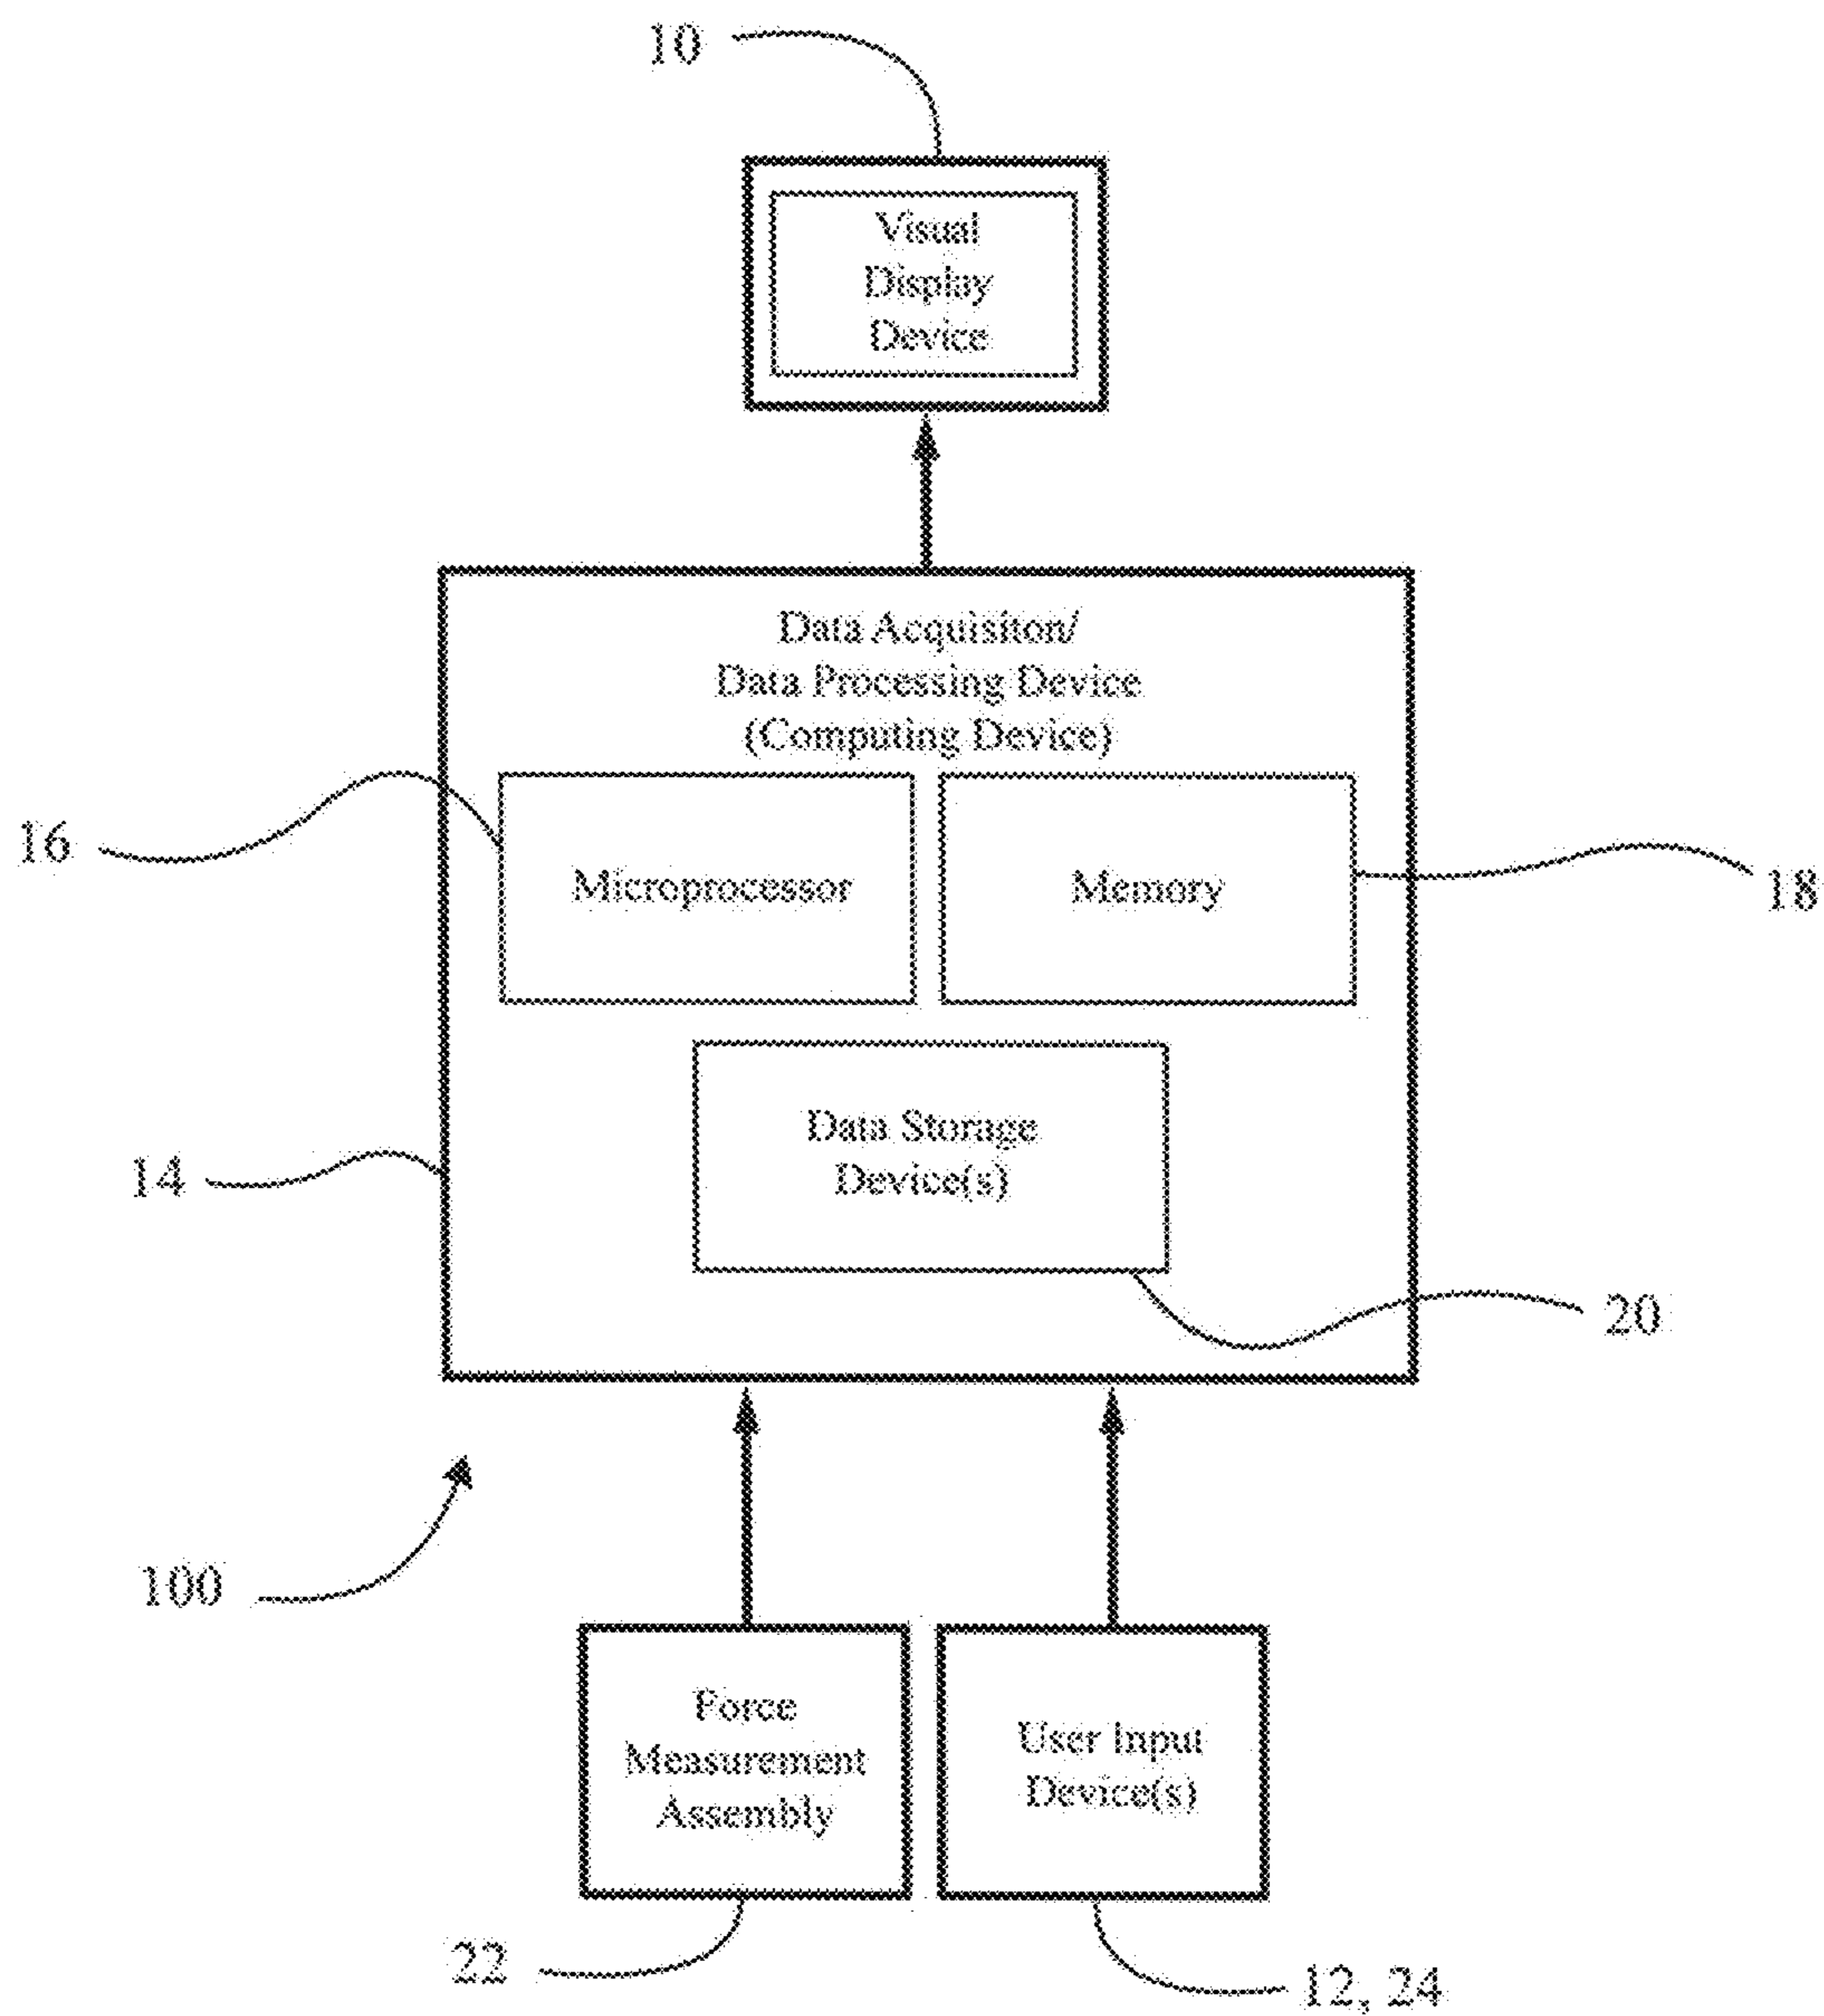 10
Visual
Display
Device
Data Acquisiton/
Data Processing Device
(Computing Device)
16
Microprocessor
Memory
18
Data Storage
Device(s)
14
20
100
Force
Measurement
Assembly
User Input
Device(s)
22
12, 24